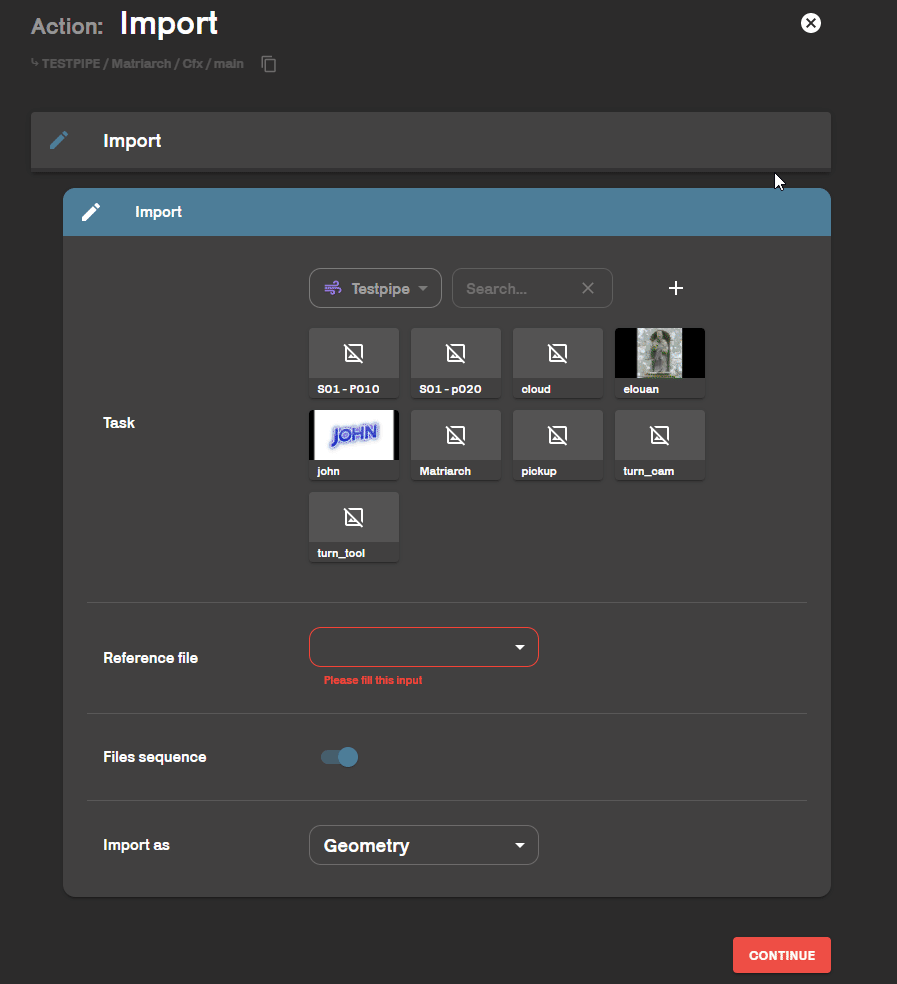 Action: Import
TESTPIPE / Matriarch / Cfx / main
Import
Import
Testpipe Search...
S01 - P010 S01 - p020 cloud elouan
Task
JOHN
john Matriarch pickup turn_cam
turn_tool
Reference file
Please fill this input
Files sequence
Import as Geometry
CONTINUE